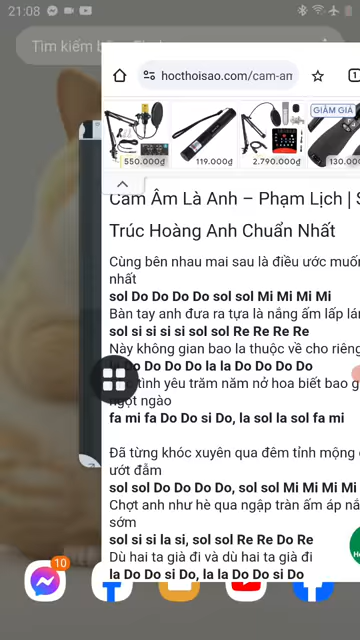 21:08
Tìm kiếm
hocthoisao.com/cam-am
GIẢM GIÁ
550.000₫
119.000₫
2.790.000₫
130.000
Cảm Âm Là Anh – Phạm Lịch | S
Trúc Hoàng Anh Chuẩn Nhất
Cùng bên nhau mai sau là điều ước muốn
nhất
sol Do Do Do Do sol sol Mi Mi Mi Mi
Bàn tay anh đưa ra tựa là nắng ấm lấp lán
sol si si si si sol sol Re Re Re Re
Này không gian bao la thuộc về cho riêng
Do Do Do Do la la Do Do Do Do
tình yêu trăm năm nở hoa biết bao
ngọt ngào
fa mi fa Do Do si Do, la sol la sol fa mi
Đã từng khóc xuyên qua đêm tỉnh mộng
ướt đẫm
sol sol Do Do Do Do, sol sol Mi Mi Mi Mi
Chợt anh như hè qua ngập tràn ấm áp
sớm
sol si si la si, sol sol Re Re Do Re
Dù hai ta già đi và dù hai ta già đi
la Do Do si Do, la la Do Do si Do
10